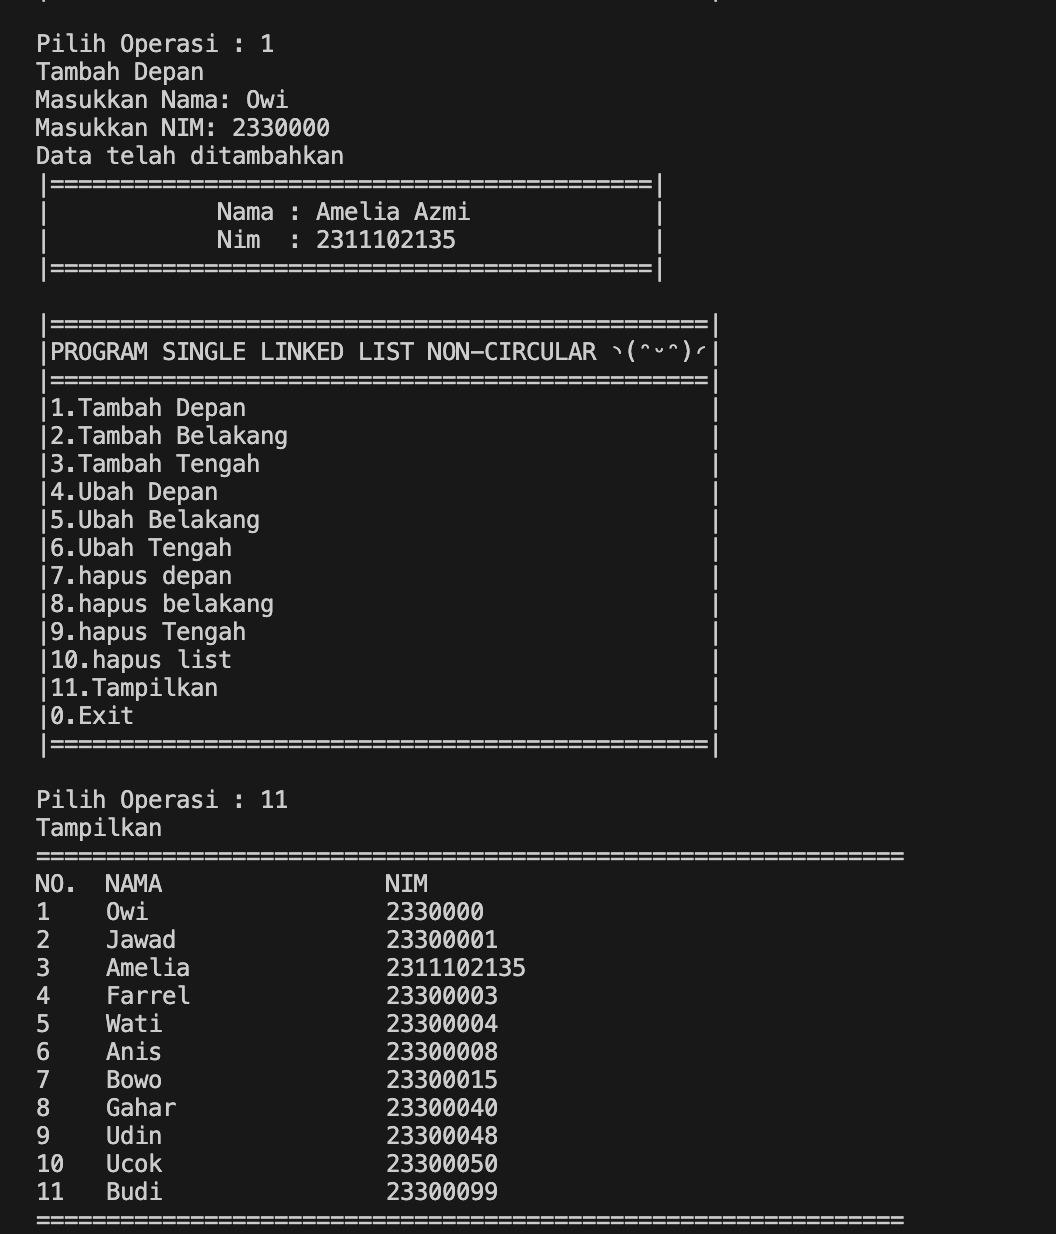 Pilih Operasi : 1
Tambah Depan
Masukkan Nama: Owi
Masukkan NIM: 2330000
Data telah ditambahkan
|===========================================|
| Nama : Amelia Azmi |
| Nim : 2311102135 |
|===========================================|
|===============================================|
|PROGRAM SINGLE LINKED LIST NON-CIRCULAR ◝(ᵔᵕᵔ)◜|
|===============================================|
|1.Tambah Depan |
|2.Tambah Belakang |
|3.Tambah Tengah |
|4.Ubah Depan |
|5.Ubah Belakang |
|6.Ubah Tengah |
|7.hapus depan |
|8.hapus belakang |
|9.hapus Tengah |
|10.hapus list |
|11.Tampilkan |
|0.Exit |
|===============================================|
Pilih Operasi : 11
Tampilkan
==============================================================
NO. NAMA NIM
1 Owi 2330000
2 Jawad 23300001
3 Amelia 2311102135
4 Farrel 23300003
5 Wati 23300004
6 Anis 23300008
7 Bowo 23300015
8 Gahar 23300040
9 Udin 23300048
10 Ucok 23300050
11 Budi 23300099
==============================================================